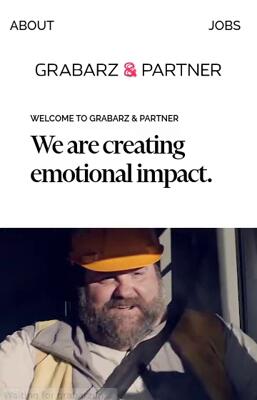 ABOUT JOBS
GRABARZ & PARTNER
WELCOME TO GRABARZ & PARTNER
We are creating
emotional impact.